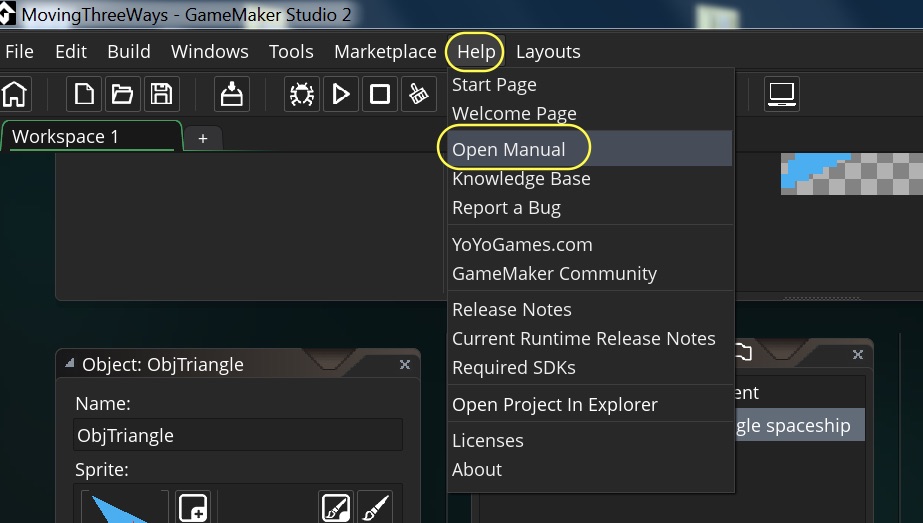 MovingThreeWays - GameMaker Studio 2
File Edit Build Windows Tools Marketplace Help Layouts
Start Page
Welcome Page
Workspace 1 +
Open Manual
Knowledge Base
Report a Bug
YoYoGames.com
GameMaker Community
Release Notes
Current Runtime Release Notes
Required SDKs
Open Project In Explorer
Licenses
About
Object: ObjTriangle
Name:
ObjTriangle
Sprite:
ent
gle spaceship